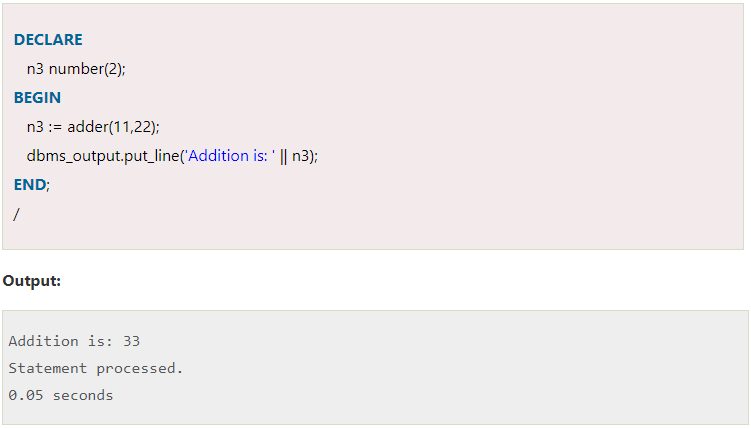 DECLARE
n3 number(2);
BEGIN
n3 := adder(11,22);
dbms_output.put_line('Addition is: ' || n3);
END;
/
Output:
Addition is: 33
Statement processed.
0.05 seconds